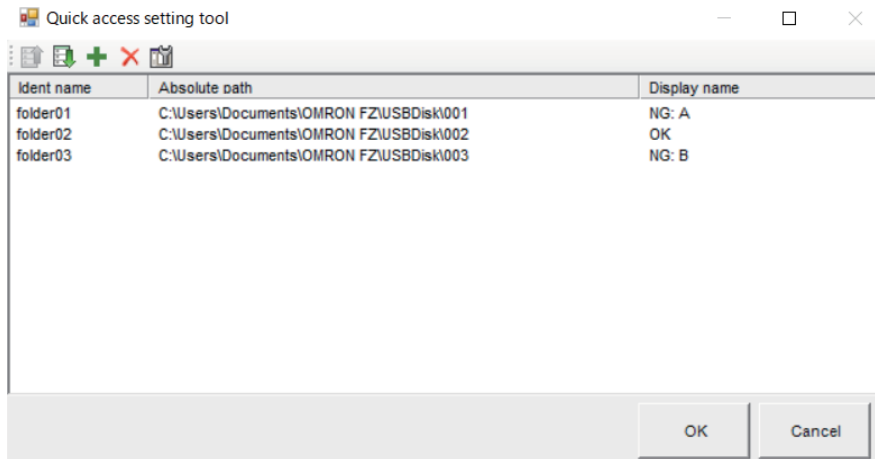 Quick access setting tool
Ident name Absolute path Display name
folder01 C:\Users\Documents\OMRON FZ\USBDisk\001 NG: A
folder02 C:\Users\Documents\OMRON FZ\USBDisk\002 OK
folder03 C:\Users\Documents\OMRON FZ\USBDisk\003 NG: B
OK Cancel